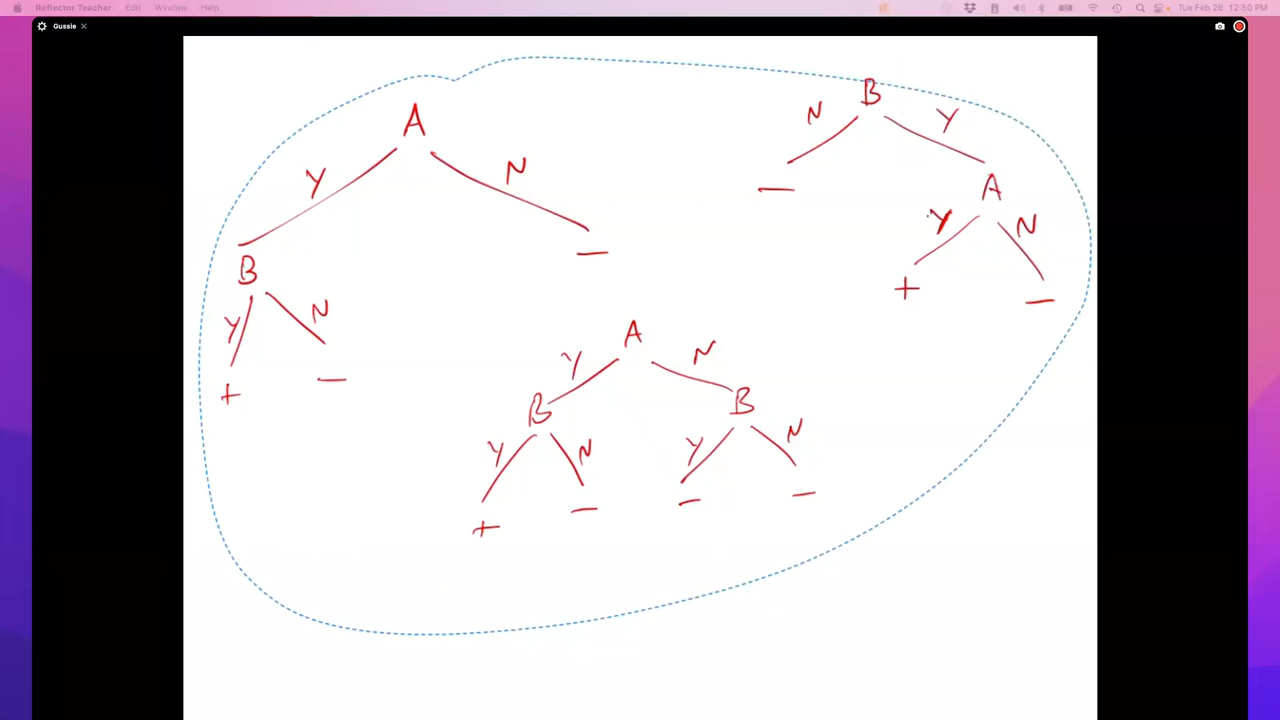 Reflector Teacher Edit Window Help Tue Feb 28 12:50 PM
Gussie ×
A
Y N
B −
Y N
+ −
B
N Y
− A
Y N
+ −
A
Y N
B B
Y N Y N
+ − − −